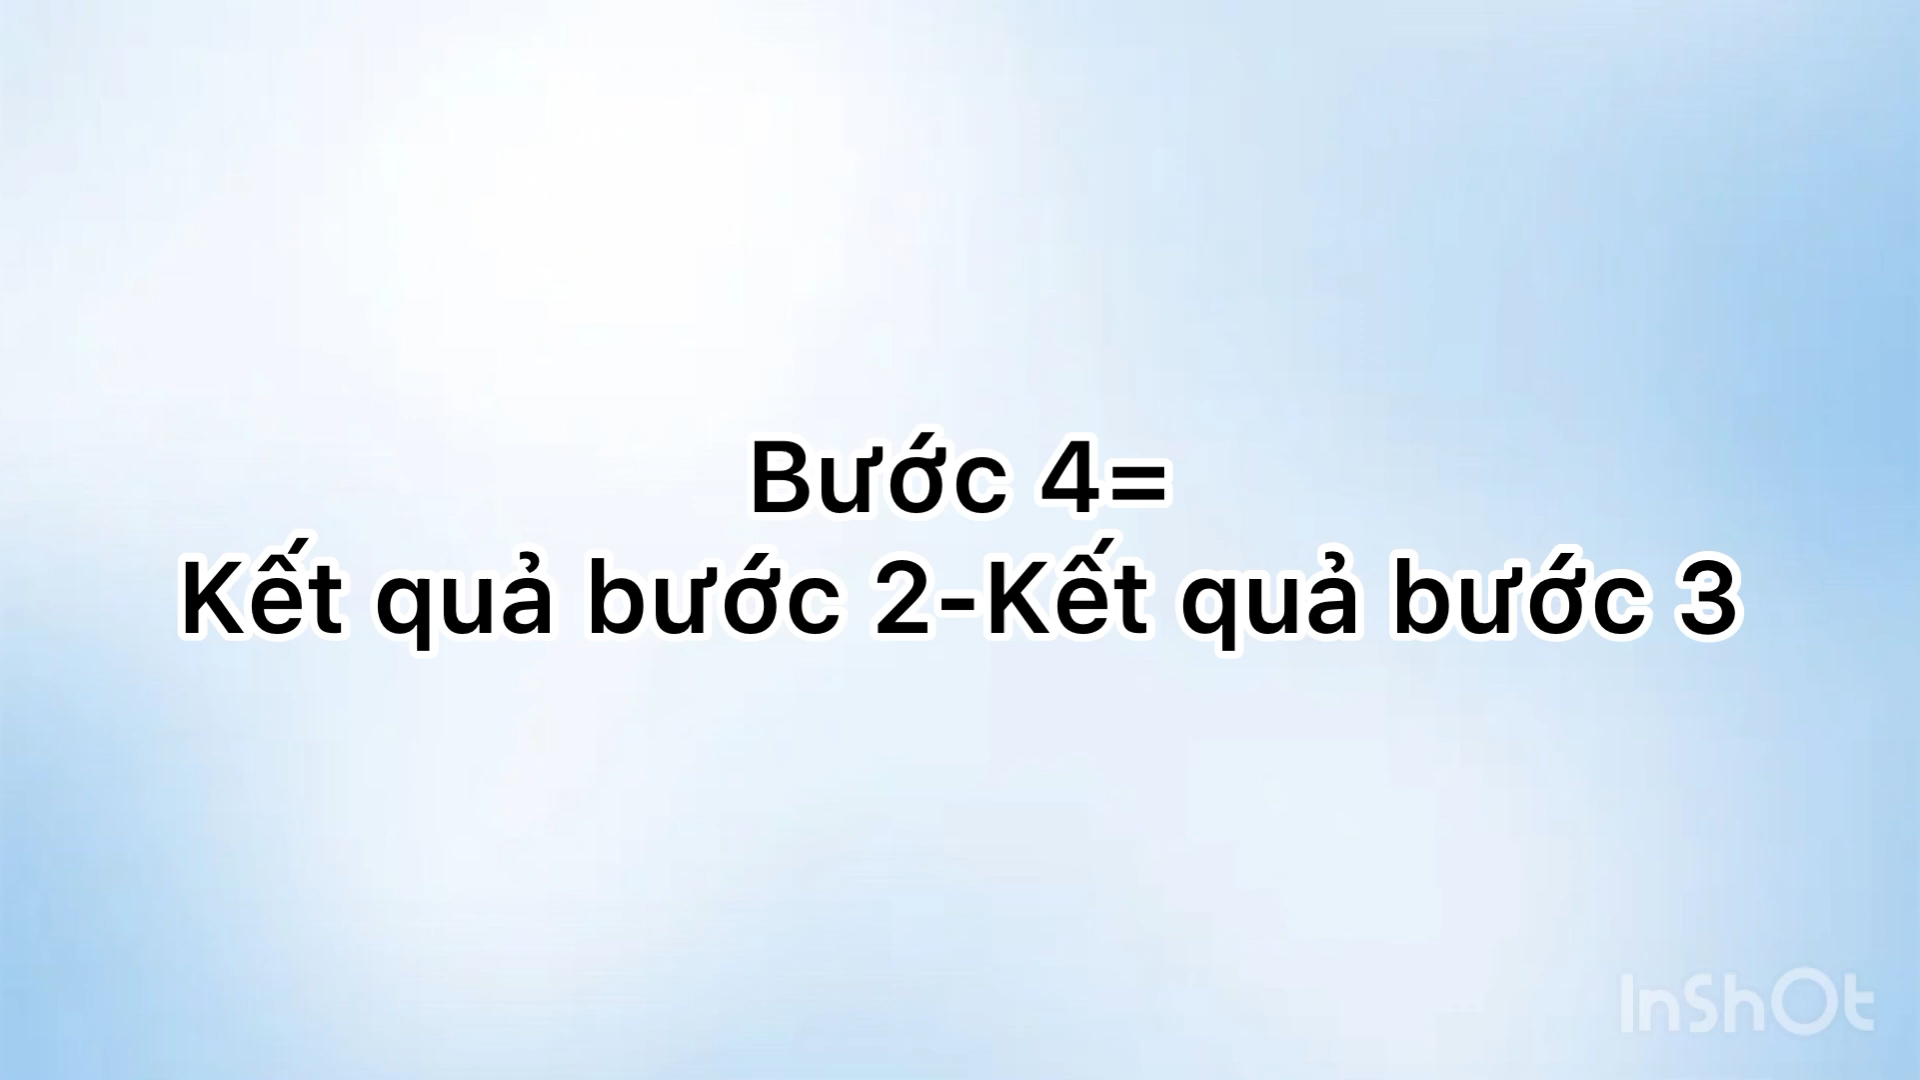 Bước 4=
Kết quả bước 2-Kết quả bước 3
InShOt